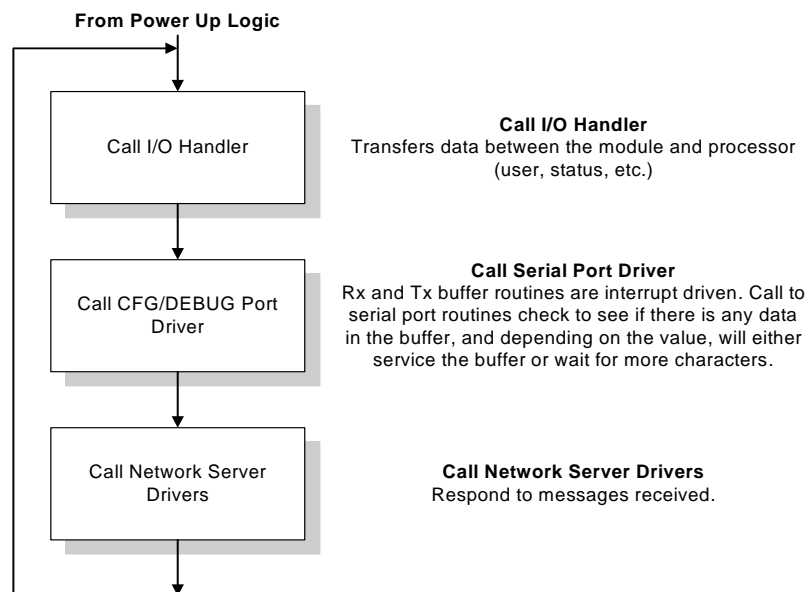 From Power Up Logic
Call I/O Handler
Call I/O Handler
Transfers data between the module and processor
(user, status, etc.)
Call CFG/DEBUG Port
Driver
Call Serial Port Driver
Rx and Tx buffer routines are interrupt driven. Call to
serial port routines check to see if there is any data
in the buffer, and depending on the value, will either
service the buffer or wait for more characters.
Call Network Server
Drivers
Call Network Server Drivers
Respond to messages received.